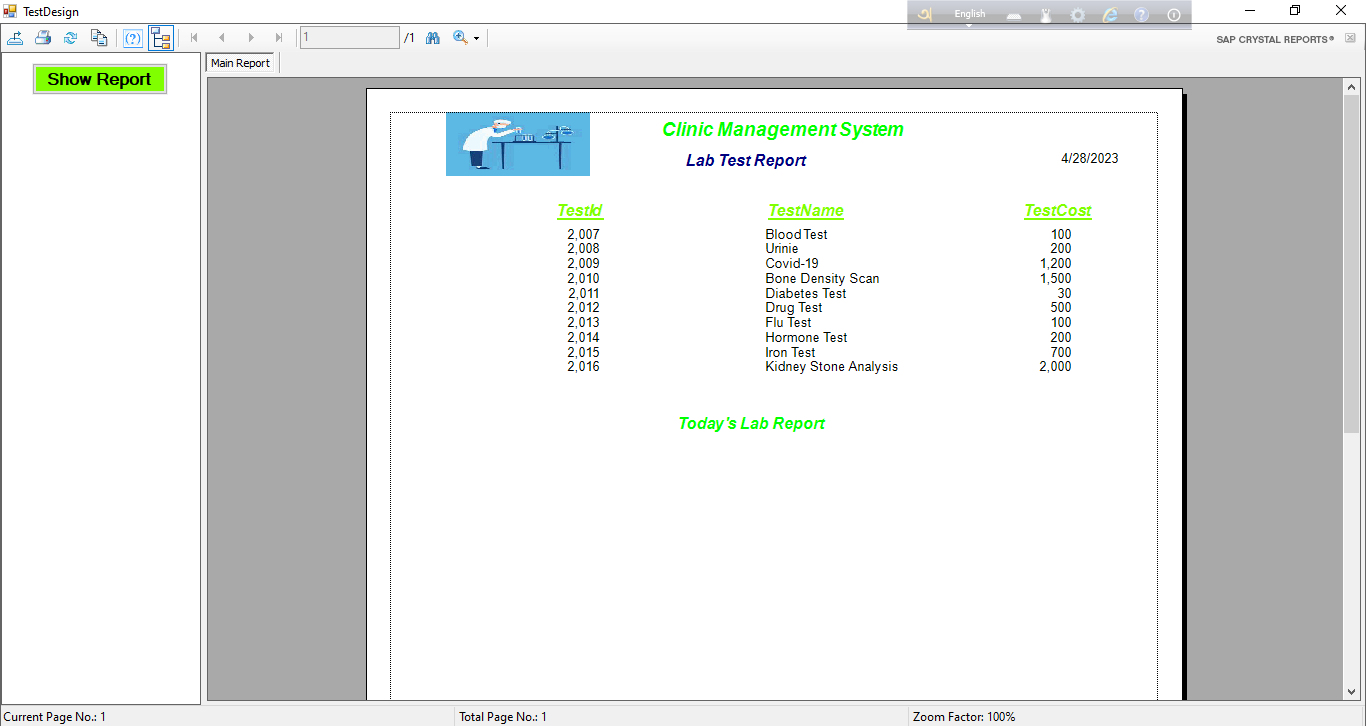 TestDesign
English
1 /1
SAP CRYSTAL REPORTS®
Show Report
Main Report
Clinic Management System
Lab Test Report
4/28/2023
TestId TestName TestCost
2,007 Blood Test 100
2,008 Urinie 200
2,009 Covid-19 1,200
2,010 Bone Density Scan 1,500
2,011 Diabetes Test 30
2,012 Drug Test 500
2,013 Flu Test 100
2,014 Hormone Test 200
2,015 Iron Test 700
2,016 Kidney Stone Analysis 2,000
Today's Lab Report
Current Page No.: 1 Total Page No.: 1 Zoom Factor: 100%